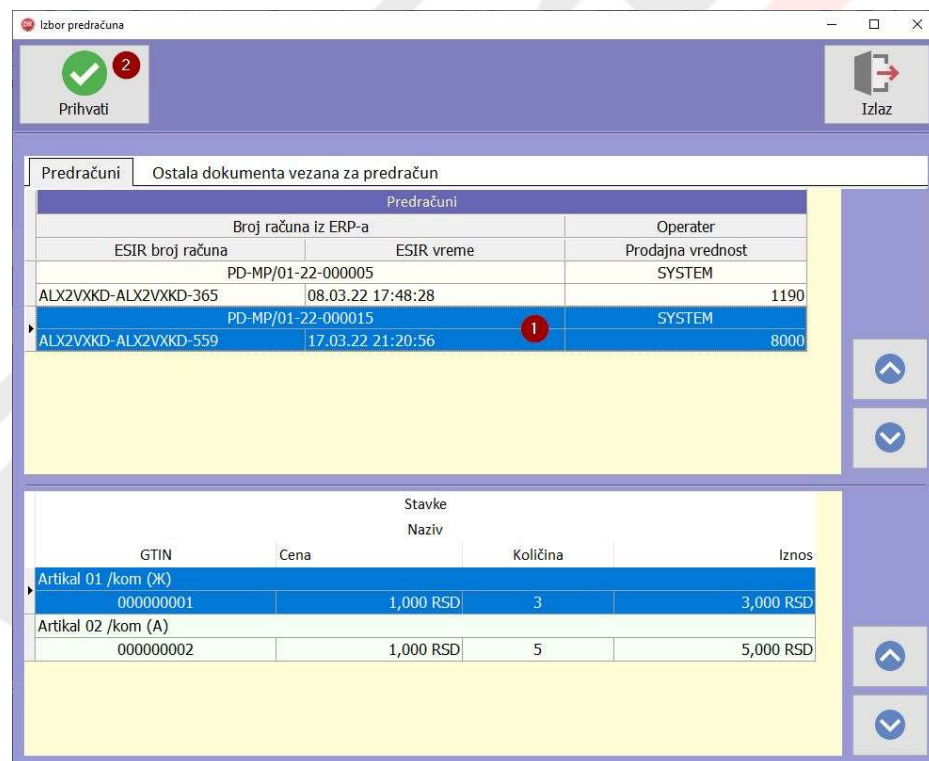 Izbor predračuna
2
Prihvati
Izlaz
Predračuni Ostala dokumenta vezana za predračun
Predračuni
Broj računa iz ERP-a Operater
ESIR broj računa ESIR vreme Prodajna vrednost
PD-MP/01-22-000005 SYSTEM
ALX2VXKD-ALX2VXKD-365 08.03.22 17:48:28 1190
PD-MP/01-22-000015 SYSTEM
1
ALX2VXKD-ALX2VXKD-559 17.03.22 21:20:56 8000
Stavke
Naziv
GTIN Cena Količina Iznos
Artikal 01 /kom (Ж)
000000001 1,000 RSD 3 3,000 RSD
Artikal 02 /kom (A)
000000002 1,000 RSD 5 5,000 RSD